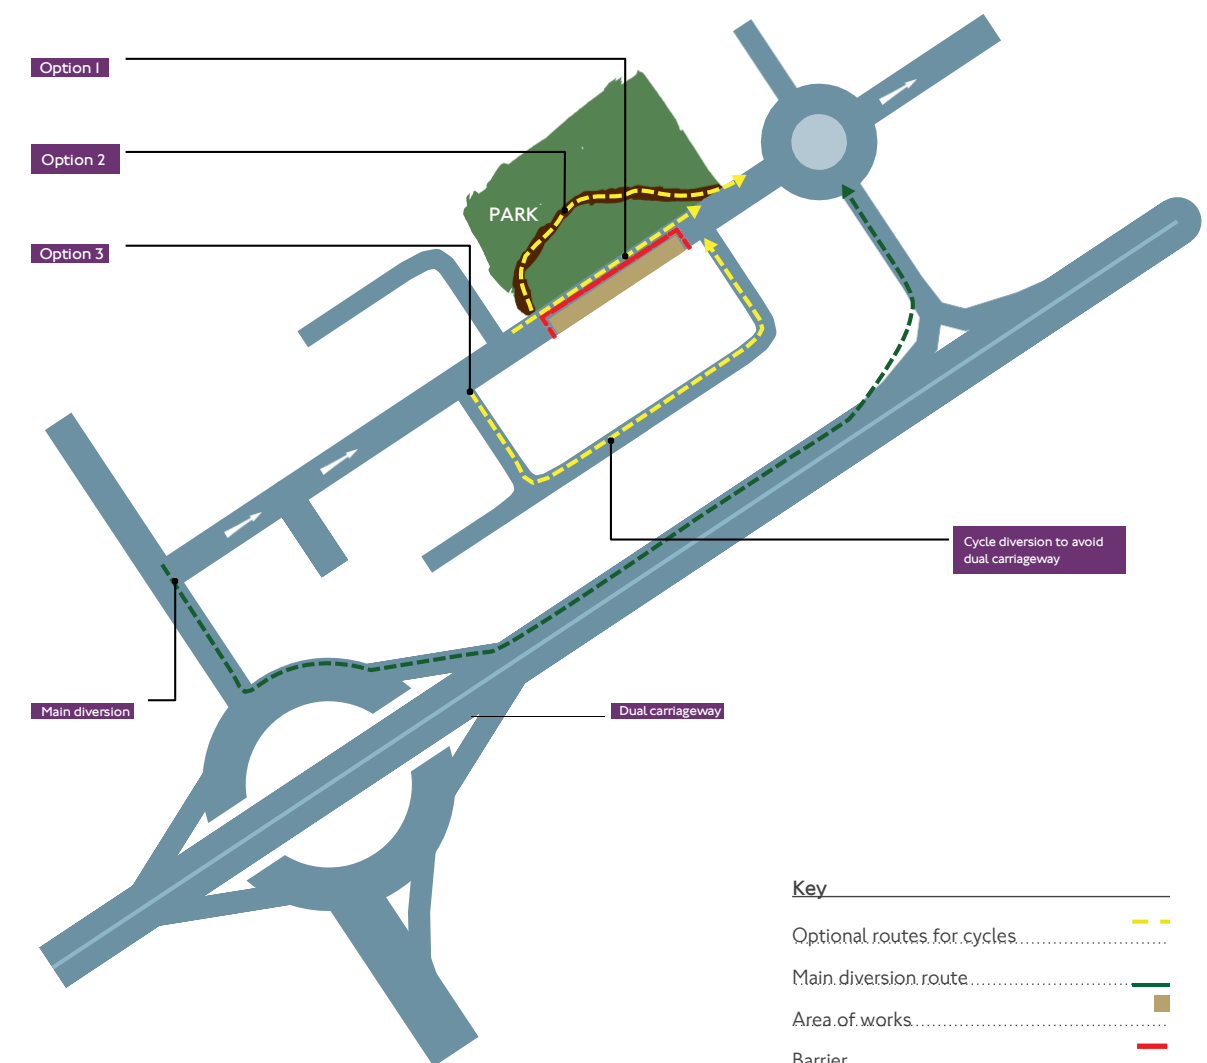 Option 1
Option 2
PARK
Option 3
Cycle diversion to avoid
dual carriageway
Main diversion
Dual carriageway
Key
Optional routes for cycles
Main diversion route
Area of works
Barrier